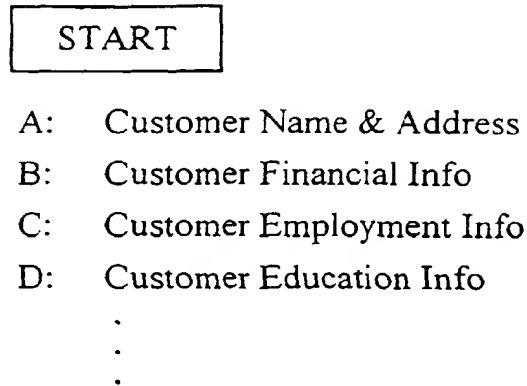 START
A: Customer Name & Address
B: Customer Financial Info
C: Customer Employment Info
D: Customer Education Info
.
.
.